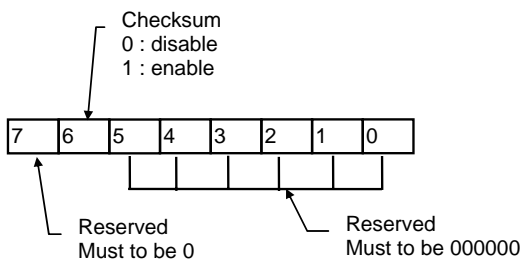 Checksum
0 : disable
1 : enable
7 6 5 4 3 2 1 0
Reserved
Must to be 0
Reserved
Must to be 000000